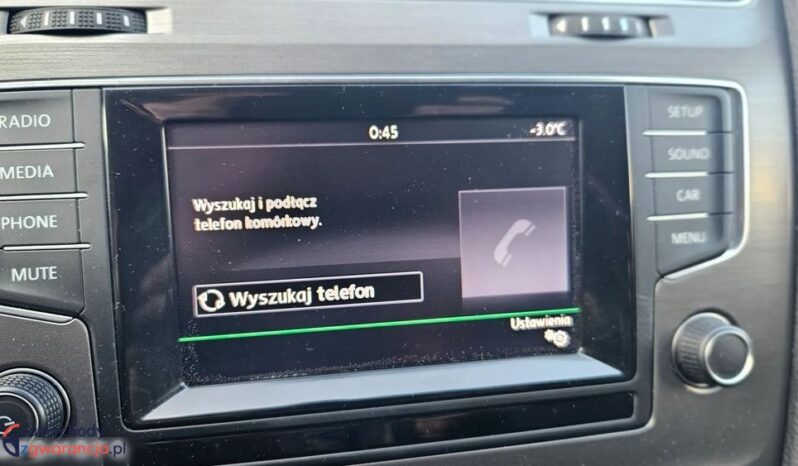 RADIO
MEDIA
PHONE
MUTE
0:45
-3.0°C
Wyszukaj i podłącz
telefon komórkowy.
Wyszukaj telefon
Ustawienia
SETUP
SOUND
CAR
MENU
zgwarancja.pl